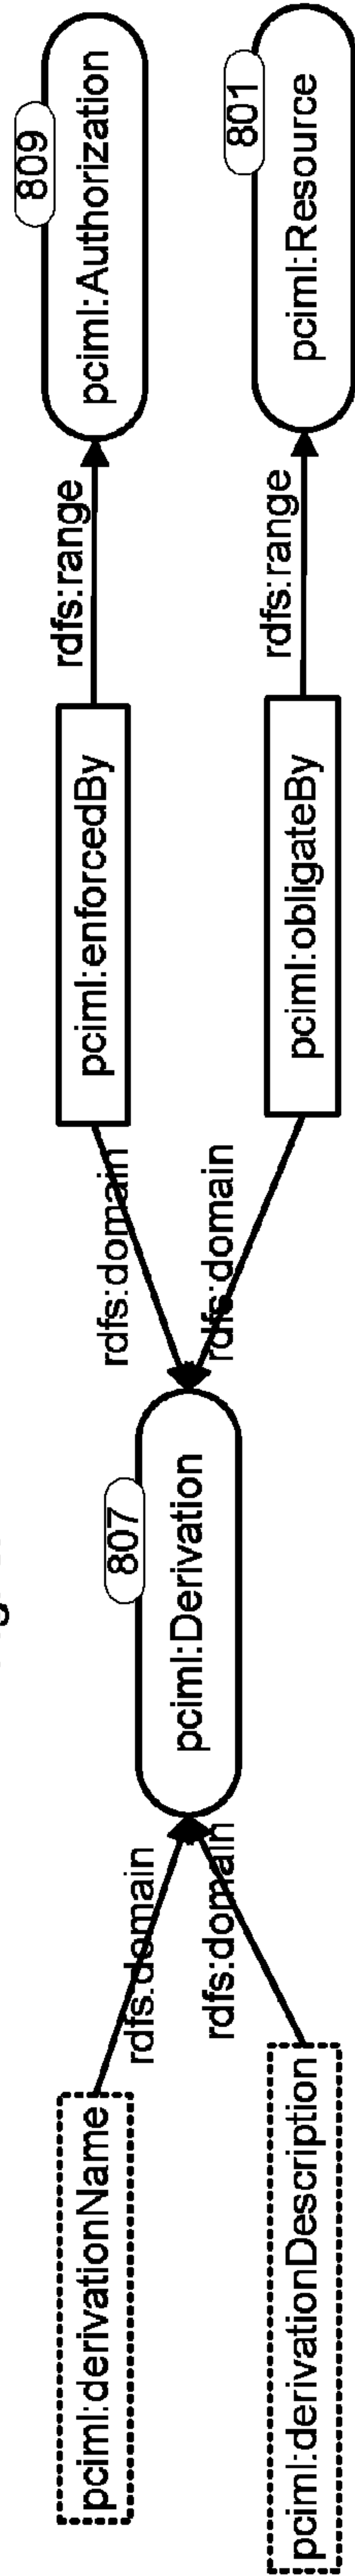 pciml:derivationName
rdfs:domain
pciml:derivationDescription
rdfs:domain
807
pciml:Derivation
rdfs:domain
pciml:enforcedBy
rdfs:range
809
pciml:Authorization
rdfs:domain
pciml:obligateBy
rdfs:range
801
pciml:Resource